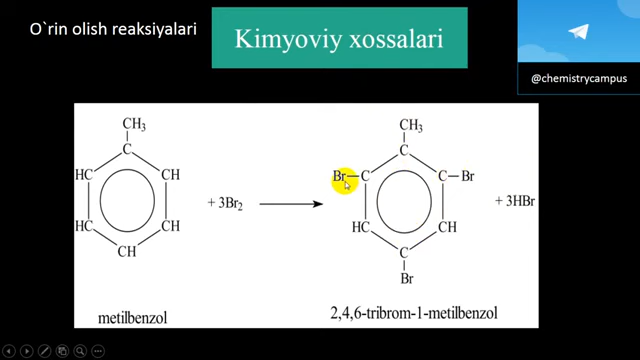 O`rin olish reaksiyalari
Kimyoviy xossalari
@chemistrycampus
CH3
C
HC
CH
HC
CH
CH
+ 3Br2
CH3
C
Br—C
C—Br
HC
CH
C
Br
+ 3HBr
metilbenzol
2,4,6-tribrom-1-metilbenzol